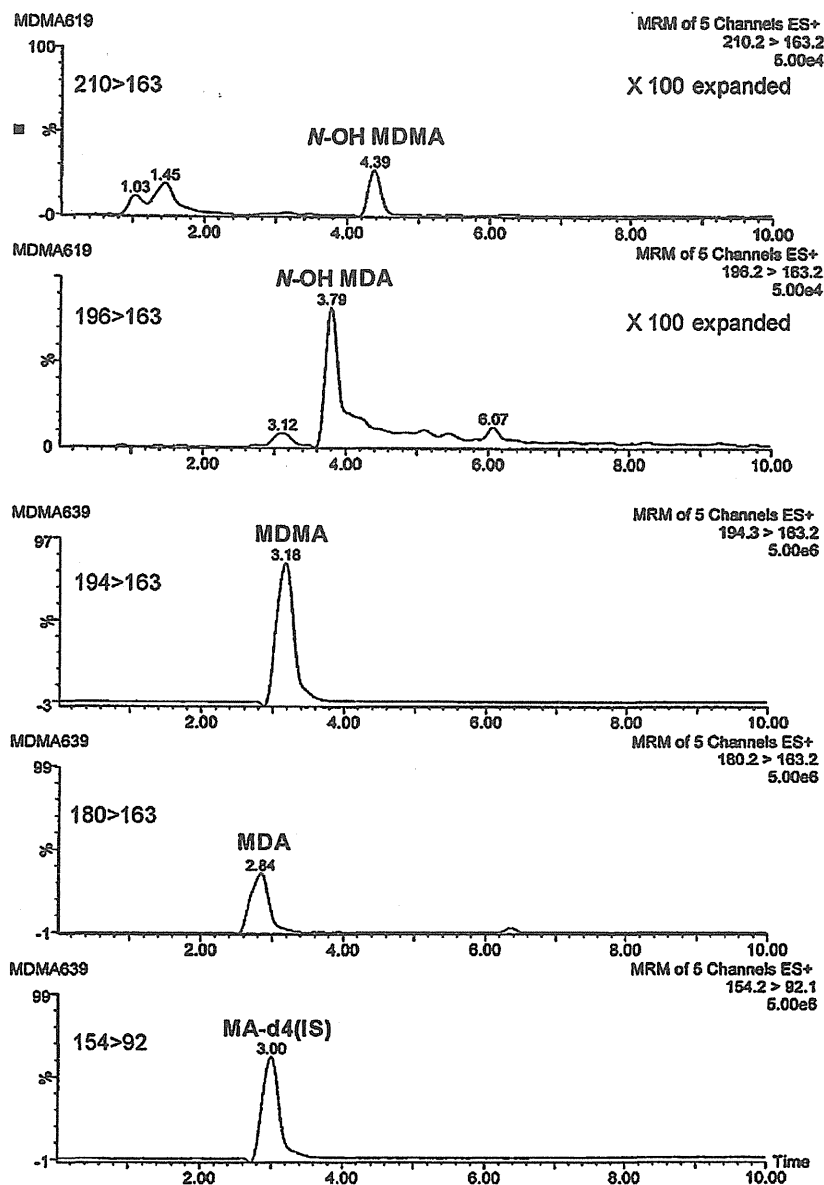 MDMA619
MRM of 5 Channels ES+
210.2 > 163.2
5.00e4
100
210>163
X 100 expanded
%
N-OH MDMA
4.39
1.03
1.45
-0
2.00 4.00 6.00 8.00 10.00
MDMA619
MRM of 5 Channels ES+
196.2 > 163.2
5.00e4
N-OH MDA
3.79
196>163
X 100 expanded
%
3.12
6.07
0
2.00 4.00 6.00 8.00 10.00
MDMA639
MRM of 5 Channels ES+
194.3 > 163.2
5.00e6
97
MDMA
3.18
194>163
%
-3
2.00 4.00 6.00 8.00 10.00
MDMA639
MRM of 5 Channels ES+
180.2 > 163.2
5.00e6
99
180>163
MDA
2.84
%
-1
2.00 4.00 6.00 8.00 10.00
MDMA639
MRM of 5 Channels ES+
154.2 > 92.1
5.00e6
99
MA-d4(IS)
3.00
154>92
%
-1
Time
2.00 4.00 6.00 8.00 10.00